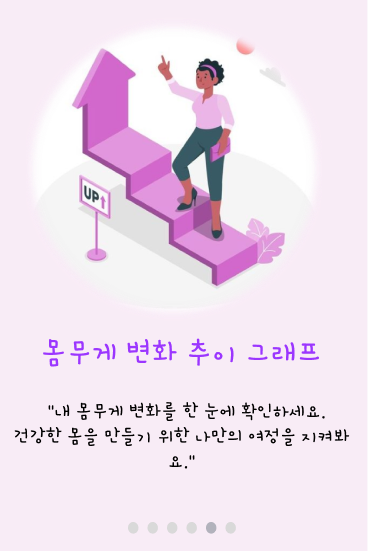 UP↑
몸무게 변화 추이 그래프
"내 몸무게 변화를 한 눈에 확인하세요.
건강한 몸을 만들기 위한 나만의 여정을 지켜봐
요."